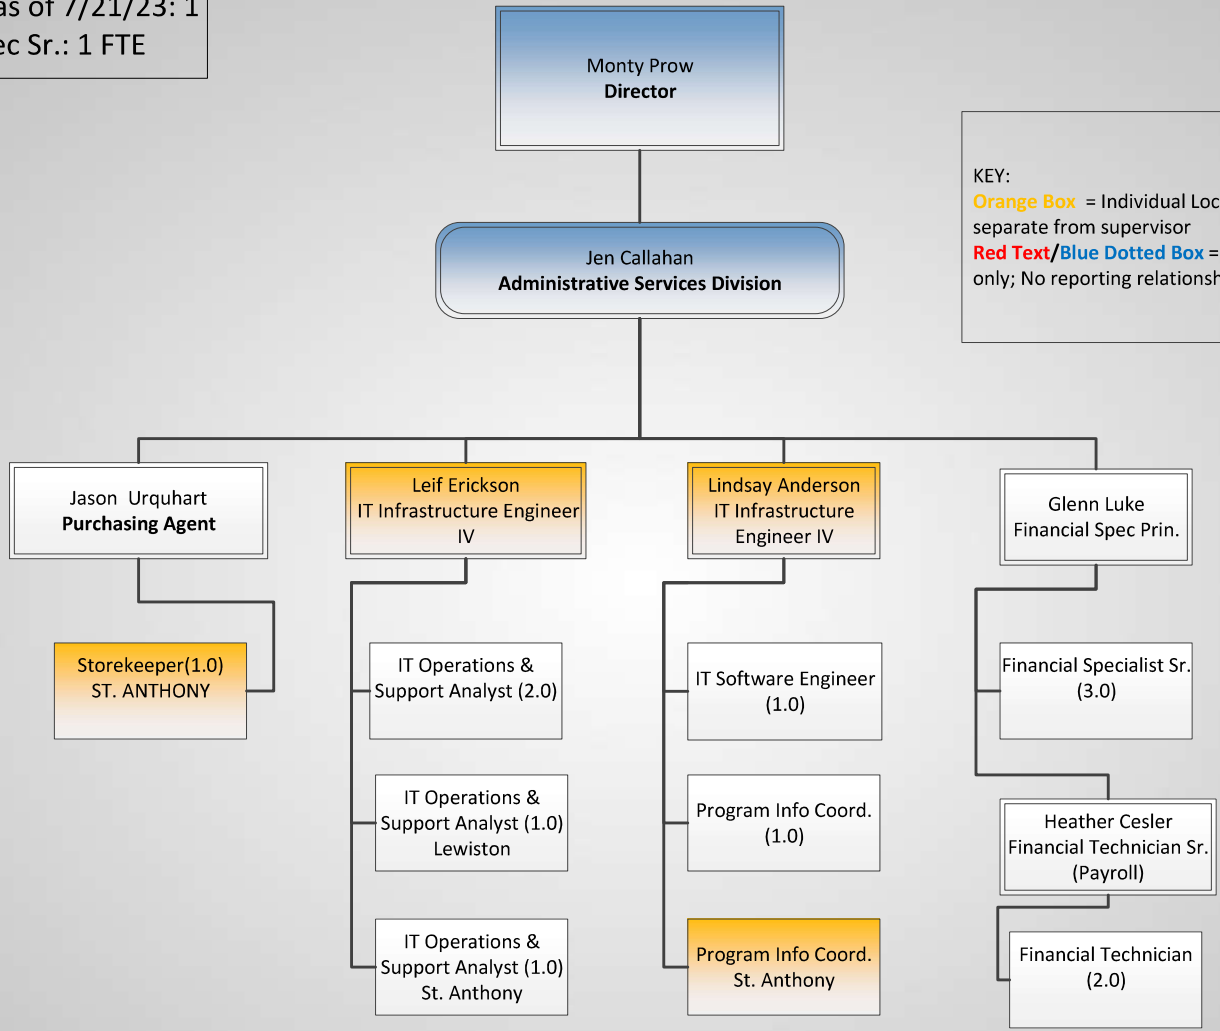 as of 7/21/23: 1
ec Sr.: 1 FTE
Monty Prow
Director
KEY:
Orange Box = Individual Loc
separate from supervisor
Red Text/Blue Dotted Box =
only; No reporting relationsh
Jen Callahan
Administrative Services Division
Jason Urquhart
Purchasing Agent
Leif Erickson
IT Infrastructure Engineer
IV
Lindsay Anderson
IT Infrastructure
Engineer IV
Glenn Luke
Financial Spec Prin.
Storekeeper(1.0)
ST. ANTHONY
IT Operations &
Support Analyst (2.0)
IT Software Engineer
(1.0)
Financial Specialist Sr.
(3.0)
IT Operations &
Support Analyst (1.0)
Lewiston
Program Info Coord.
(1.0)
Heather Cesler
Financial Technician Sr.
(Payroll)
IT Operations &
Support Analyst (1.0)
St. Anthony
Program Info Coord.
St. Anthony
Financial Technician
(2.0)